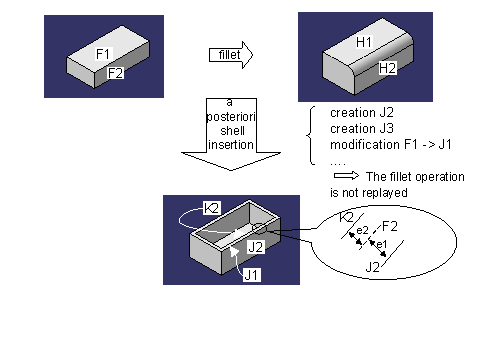 F1
F2
fillet
H1
H2
a
posteriori
shell
insertion
creation J2
creation J3
modification F1 -> J1
....
The fillet operation
is not replayed
K2
J2
J1
K2
F2
e2
e1
J2